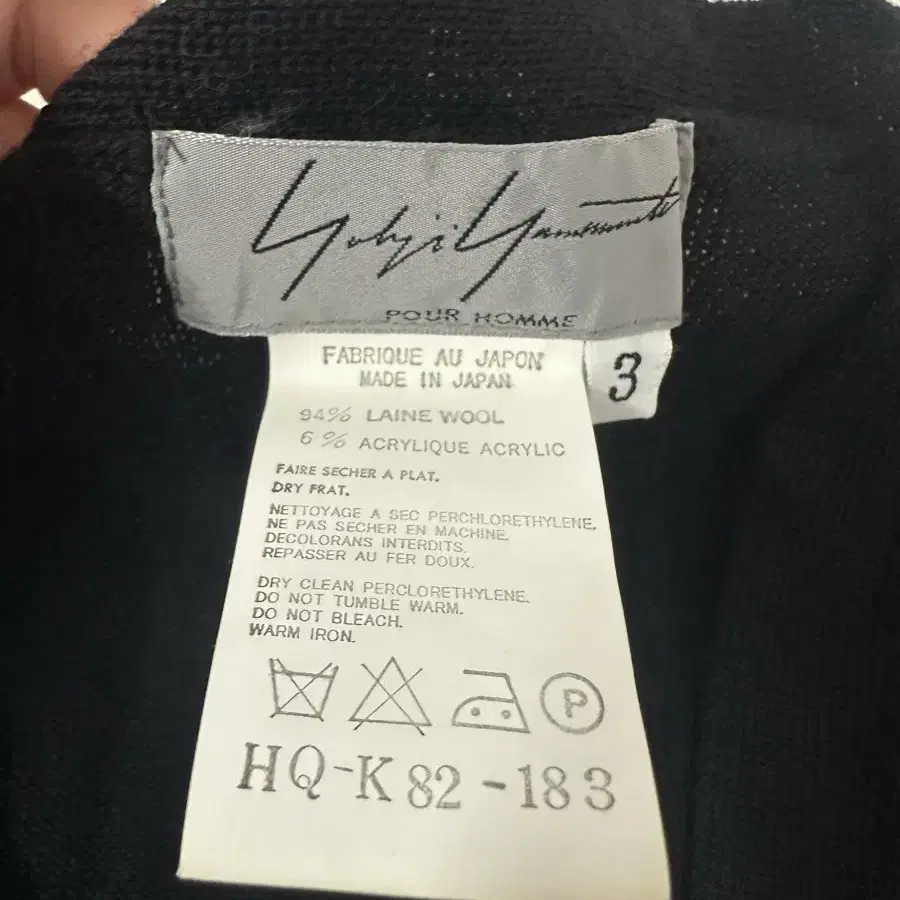 Yohji Yamamoto
POUR HOMME
FABRIQUE AU JAPON
MADE IN JAPAN
3
94% LAINE WOOL
6% ACRYLIQUE ACRYLIC
FAIRE SECHER A PLAT.
DRY FRAT.
NETTOYAGE A SEC PERCHLORETHYLENE.
NE PAS SECHER EN MACHINE.
DECOLORANS INTERDITS.
REPASSER AU FER DOUX.
DRY CLEAN PERCLORETHYLENE.
DO NOT TUMBLE WARM.
DO NOT BLEACH.
WARM IRON.
P
HQ-K82-183